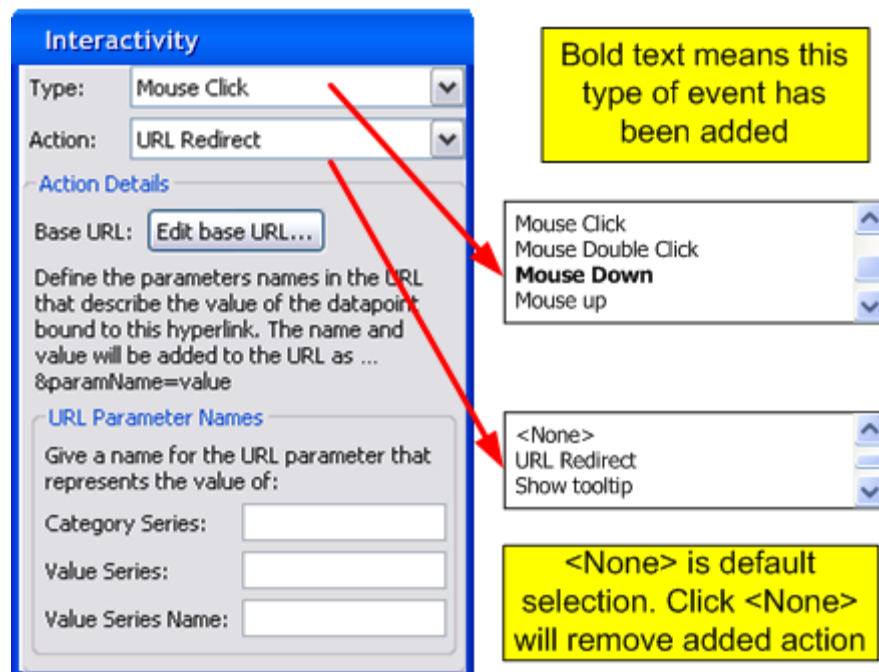 Interactivity
Type: Mouse Click
Action: URL Redirect
Action Details
Base URL: Edit base URL...
Define the parameters names in the URL
that describe the value of the datapoint
bound to this hyperlink. The name and
value will be added to the URL as ...
&paramName=value
URL Parameter Names
Give a name for the URL parameter that
represents the value of:
Category Series:
Value Series:
Value Series Name:
Bold text means this
type of event has
been added
Mouse Click
Mouse Double Click
Mouse Down
Mouse up
<None>
URL Redirect
Show tooltip
<None> is default
selection. Click <None>
will remove added action